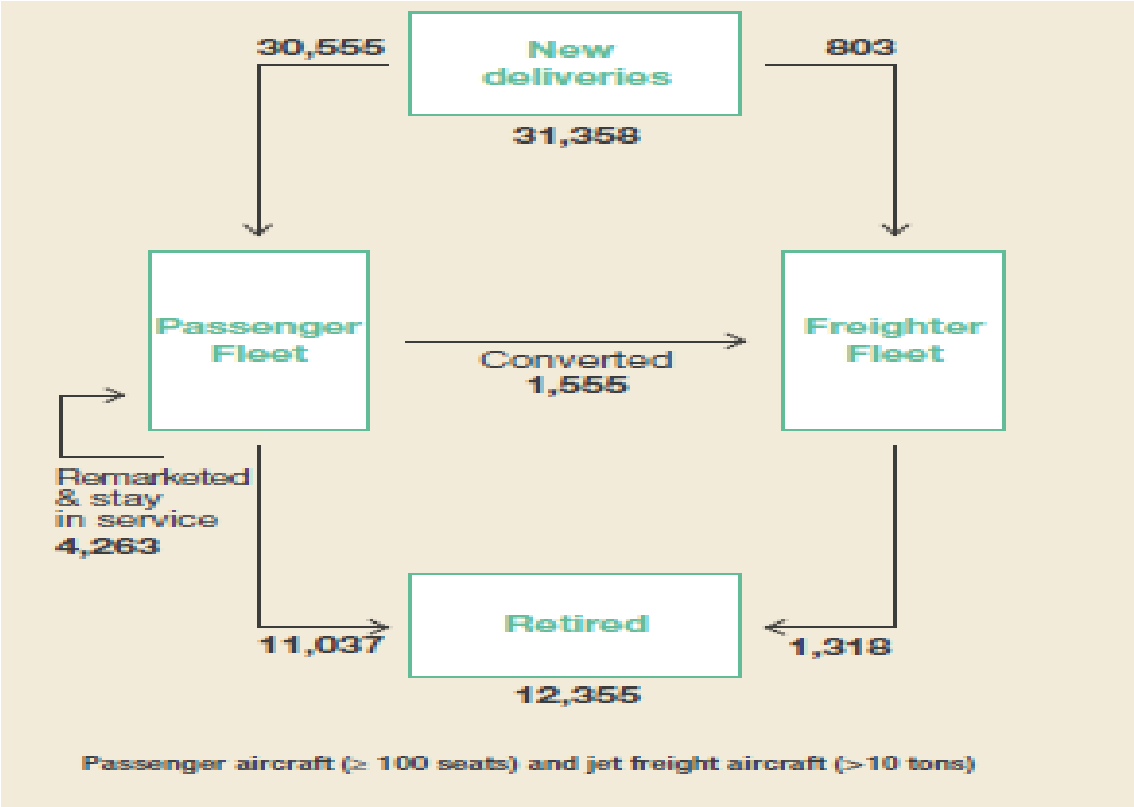 30,555
New
deliveries
803
31,358
Passenger
Fleet
Converted
1,555
Freighter
Fleet
Remarketed
& stay
in service
4,263
11,037
Retired
1,318
12,355
Passenger aircraft (≥ 100 seats) and jet freight aircraft (>10 tons)